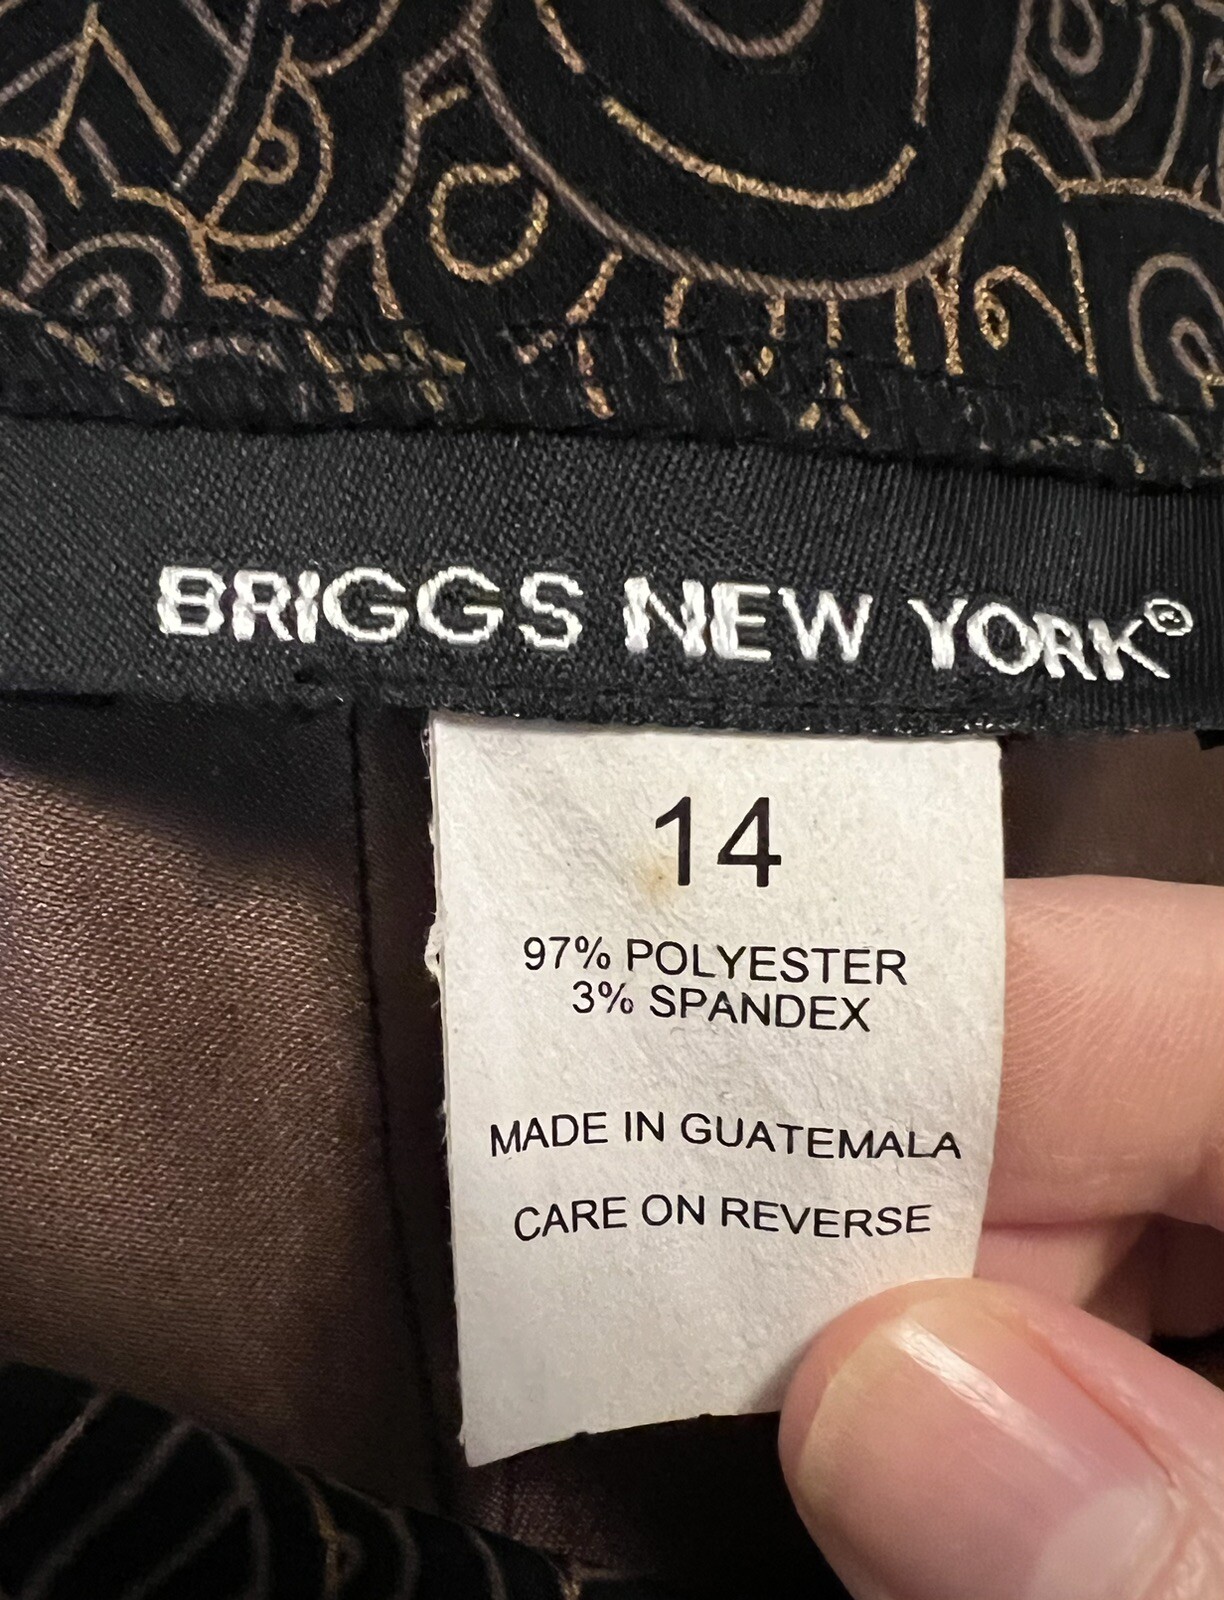 BRIGGS NEW YORK®
14
97% POLYESTER
3% SPANDEX
MADE IN GUATEMALA
CARE ON REVERSE